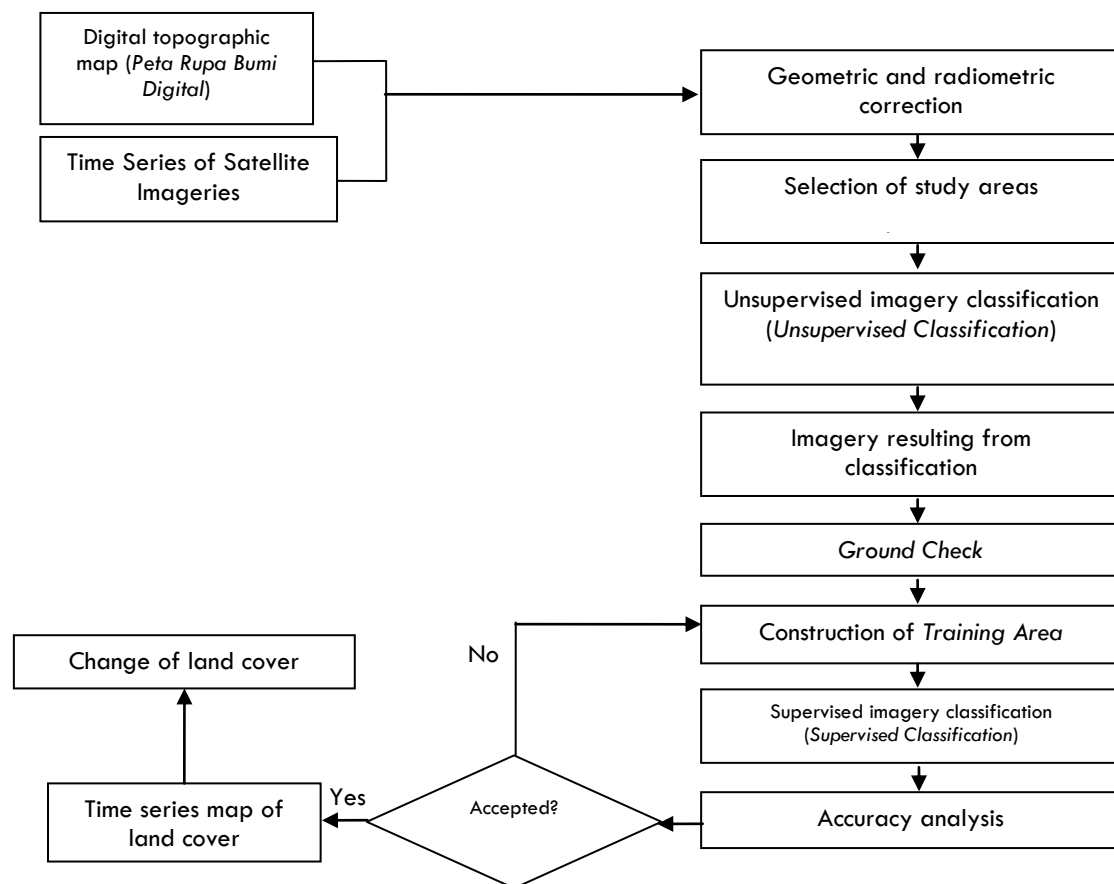 Digital topographic
map (Peta Rupa Bumi
Digital)
Time Series of Satellite
Imageries
Geometric and radiometric
correction
Selection of study areas
Unsupervised imagery classification
(Unsupervised Classification)
Imagery resulting from
classification
Ground Check
Construction of Training Area
Supervised imagery classification
(Supervised Classification)
Accuracy analysis
Accepted?
No
Yes
Time series map of
land cover
Change of land cover